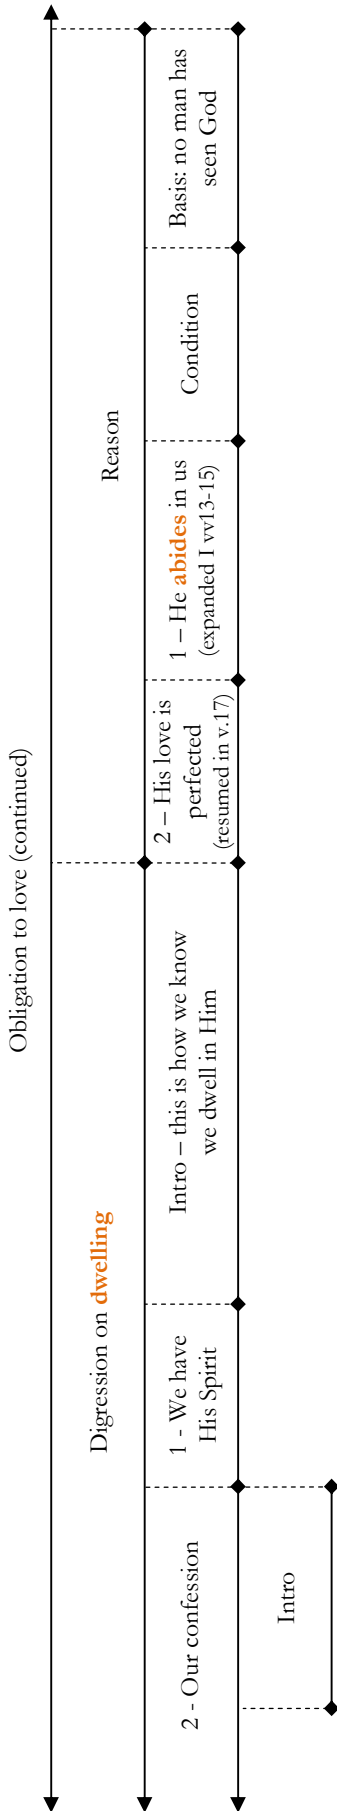 Obligation to love (continued)
Reason
Digression on dwelling
Basis: no man has
seen God
Condition
1 – He abides in us
(expanded I vv13-15)
2 – His love is
perfected
(resumed in v.17)
Intro – this is how we know
we dwell in Him
1 - We have
His Spirit
2 - Our confession
Intro